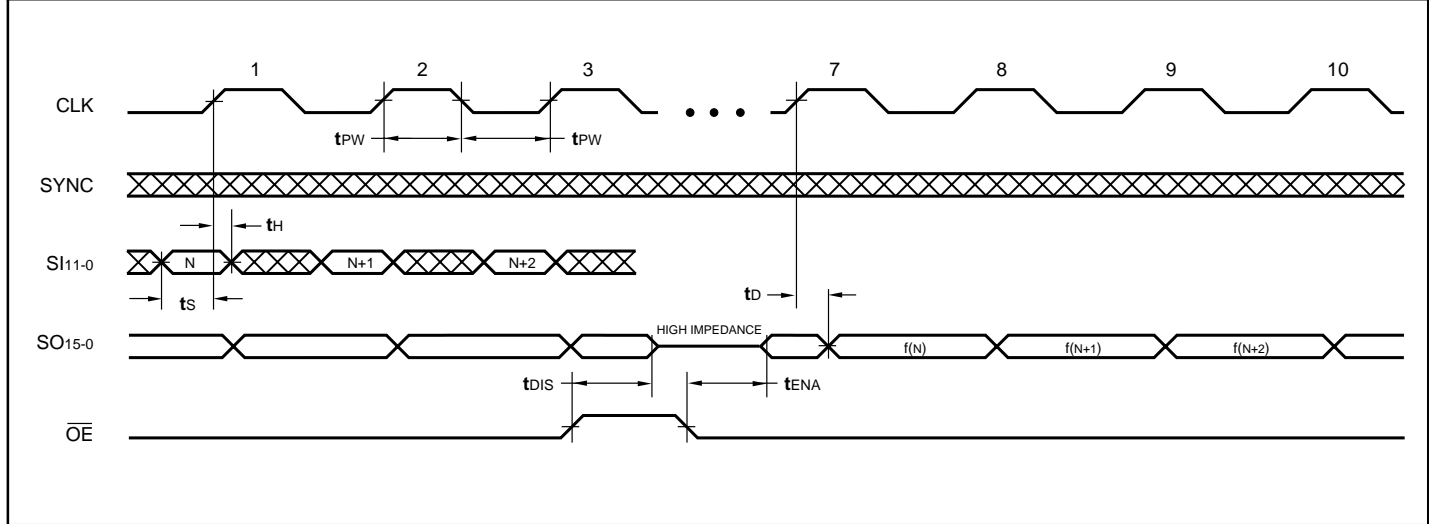 1 2 3 7 8 9 10
CLK
tPW tPW
SYNC
tH
SI11-0 N N+1 N+2
tS tD
HIGH IMPEDANCE
SO15-0 f(N) f(N+1) f(N+2)
tDIS tENA
OE